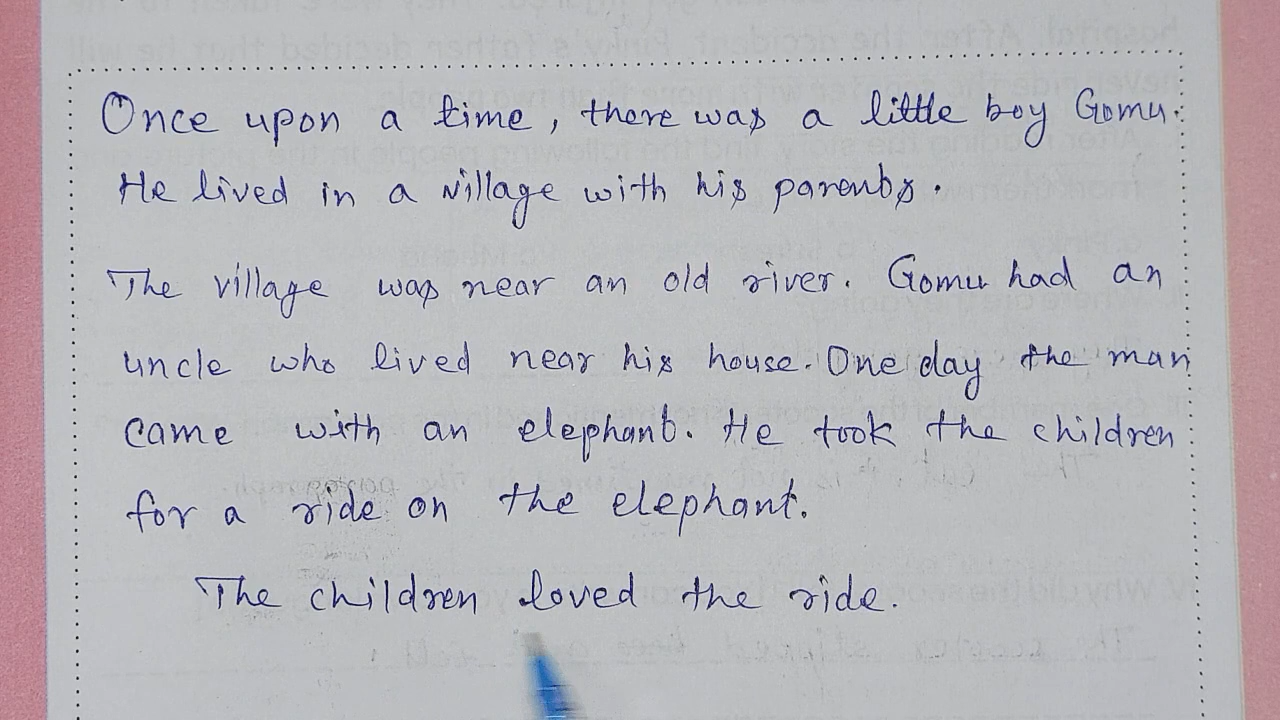 Once upon a time, there was a little boy Gomu.
He lived in a village with his parents.
The village was near an old river. Gomu had an
uncle who lived near his house. One day the man
came with an elephant. He took the children
for a ride on the elephant.
The children loved the ride.